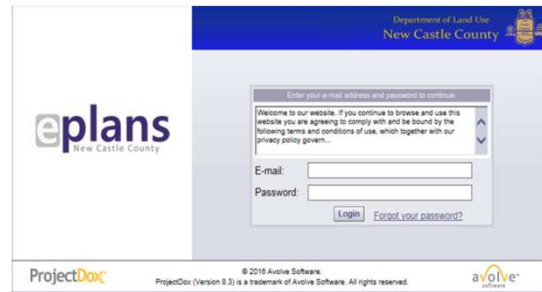 Department of Land Use
New Castle County
Enter your e-mail address and password to continue.
Welcome to our website. If you continue to browse and use this
website you are agreeing to comply with and be bound by the
following terms and conditions of use, which together with our
privacy policy govern...
eplans
New Castle County
E-mail:
Password:
Login Forgot your password?
ProjectDox
© 2016 Avolve Software.
ProjectDox (Version 8.3) is a trademark of Avolve Software. All rights reserved.
avolve
software